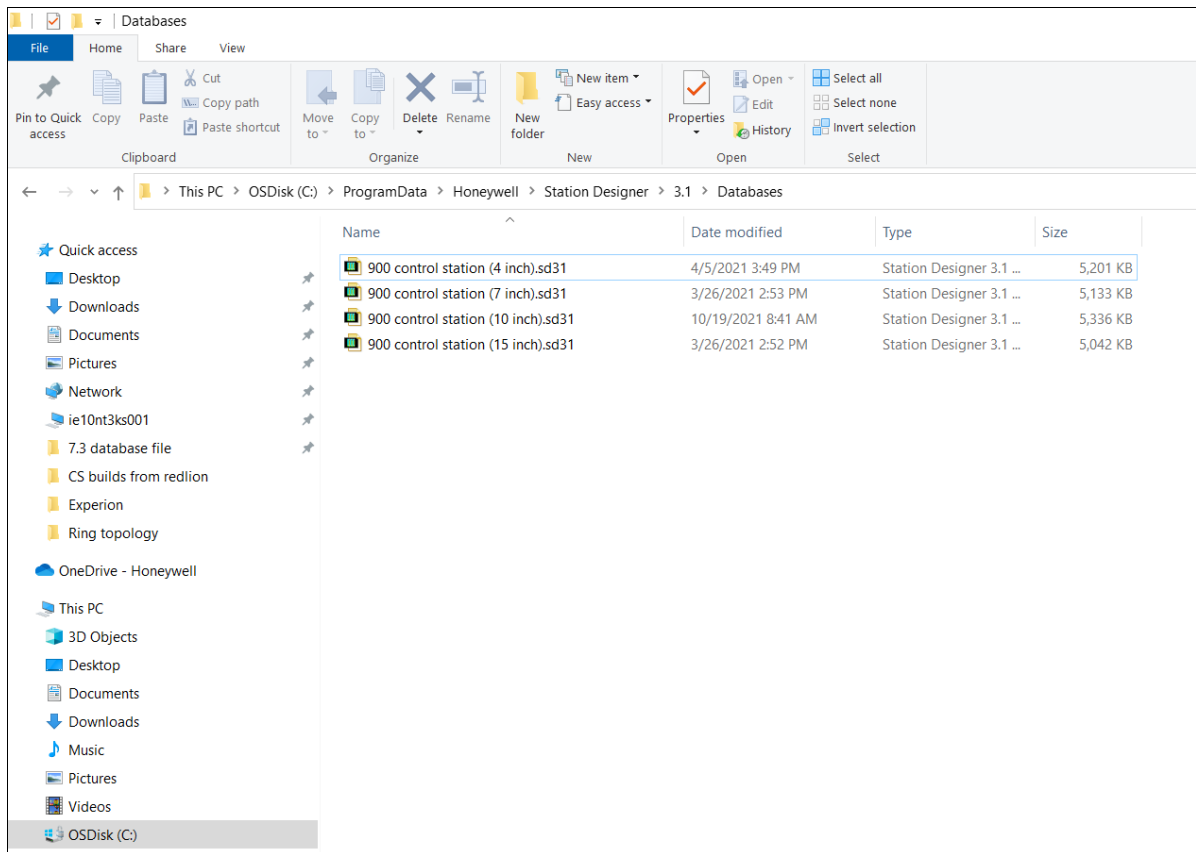 Databases
File Home Share View
Pin to Quick access
Copy
Paste
Cut
Copy path
Paste shortcut
Clipboard
Move to
Copy to
Delete
Rename
Organize
New folder
New item
Easy access
New
Properties
Open
Edit
History
Open
Select all
Select none
Invert selection
Select
This PC > OSDisk (C:) > ProgramData > Honeywell > Station Designer > 3.1 > Databases
Name Date modified Type Size
900 control station (4 inch).sd31 4/5/2021 3:49 PM Station Designer 3.1 ... 5,201 KB
900 control station (7 inch).sd31 3/26/2021 2:53 PM Station Designer 3.1 ... 5,133 KB
900 control station (10 inch).sd31 10/19/2021 8:41 AM Station Designer 3.1 ... 5,336 KB
900 control station (15 inch).sd31 3/26/2021 2:52 PM Station Designer 3.1 ... 5,042 KB
Quick access
Desktop
Downloads
Documents
Pictures
Network
ie10nt3ks001
7.3 database file
CS builds from redlion
Experion
Ring topology
OneDrive - Honeywell
This PC
3D Objects
Desktop
Documents
Downloads
Music
Pictures
Videos
OSDisk (C:)